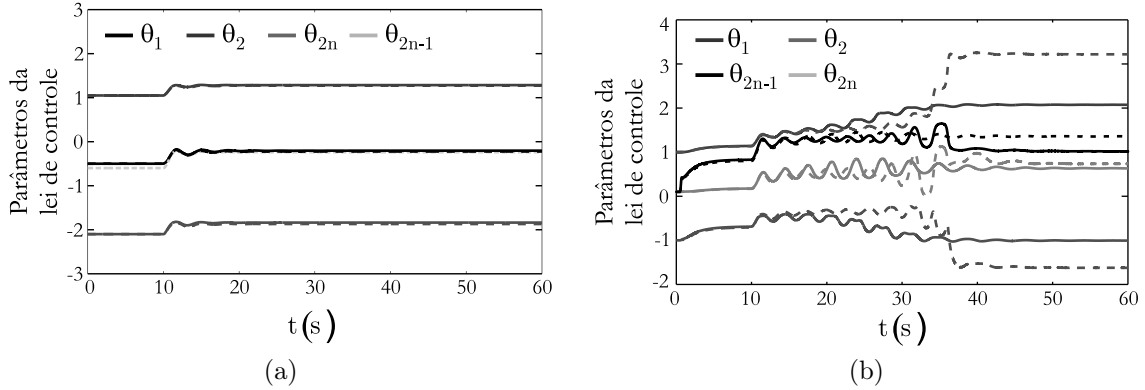 Parâmetros da
lei de controle
3
2
1
0
-1
-2
-3
θ1 θ2 θ2n θ2n-1
0 10 20 30 40 50 60
t(s)
(a)
Parâmetros da
lei de controle
4
3
2
1
0
-1
-2
θ1 θ2
θ2n-1 θ2n
0 10 20 30 40 50 60
t(s)
(b)